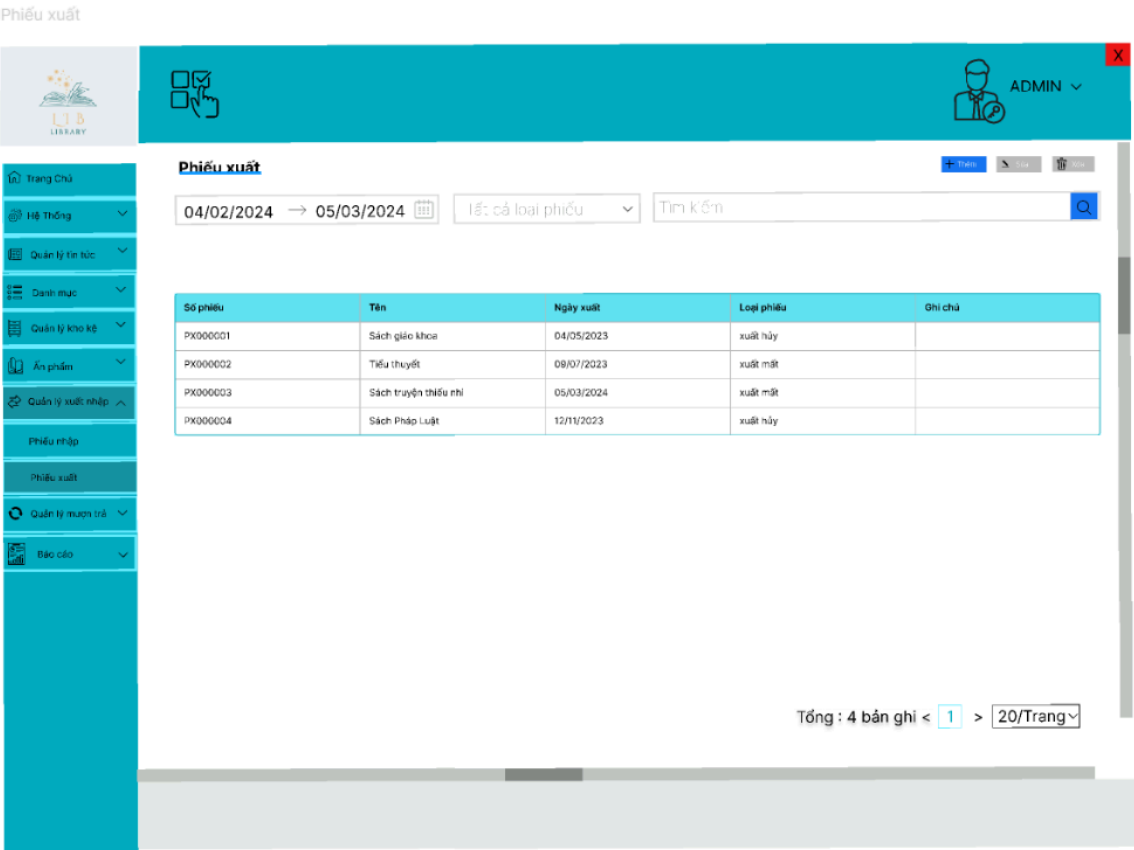 Phiếu xuất
X
ADMIN
LTB
LIBRARY
Phiếu xuất
Thêm
Sửa
Xóa
Trang Chủ
Hệ Thống
04/02/2024 → 05/03/2024
Tất cả loại phiếu
Tìm kiếm
Quản lý tin tức
Danh mục
Số phiếu Tên Ngày xuất Loại phiếu Ghi chú
Quản lý kho kệ
PX000001 Sách giáo khoa 04/05/2023 xuất hủy
Ấn phẩm
PX000002 Tiểu thuyết 09/07/2023 xuất mất
Quản lý xuất nhập
PX000003 Sách truyện thiếu nhi 05/03/2024 xuất mất
PX000004 Sách Pháp Luật 12/11/2023 xuất hủy
Phiếu nhập
Phiếu xuất
Quản lý mượn trả
Báo cáo
Tổng : 4 bản ghi < 1 > 20/Trang